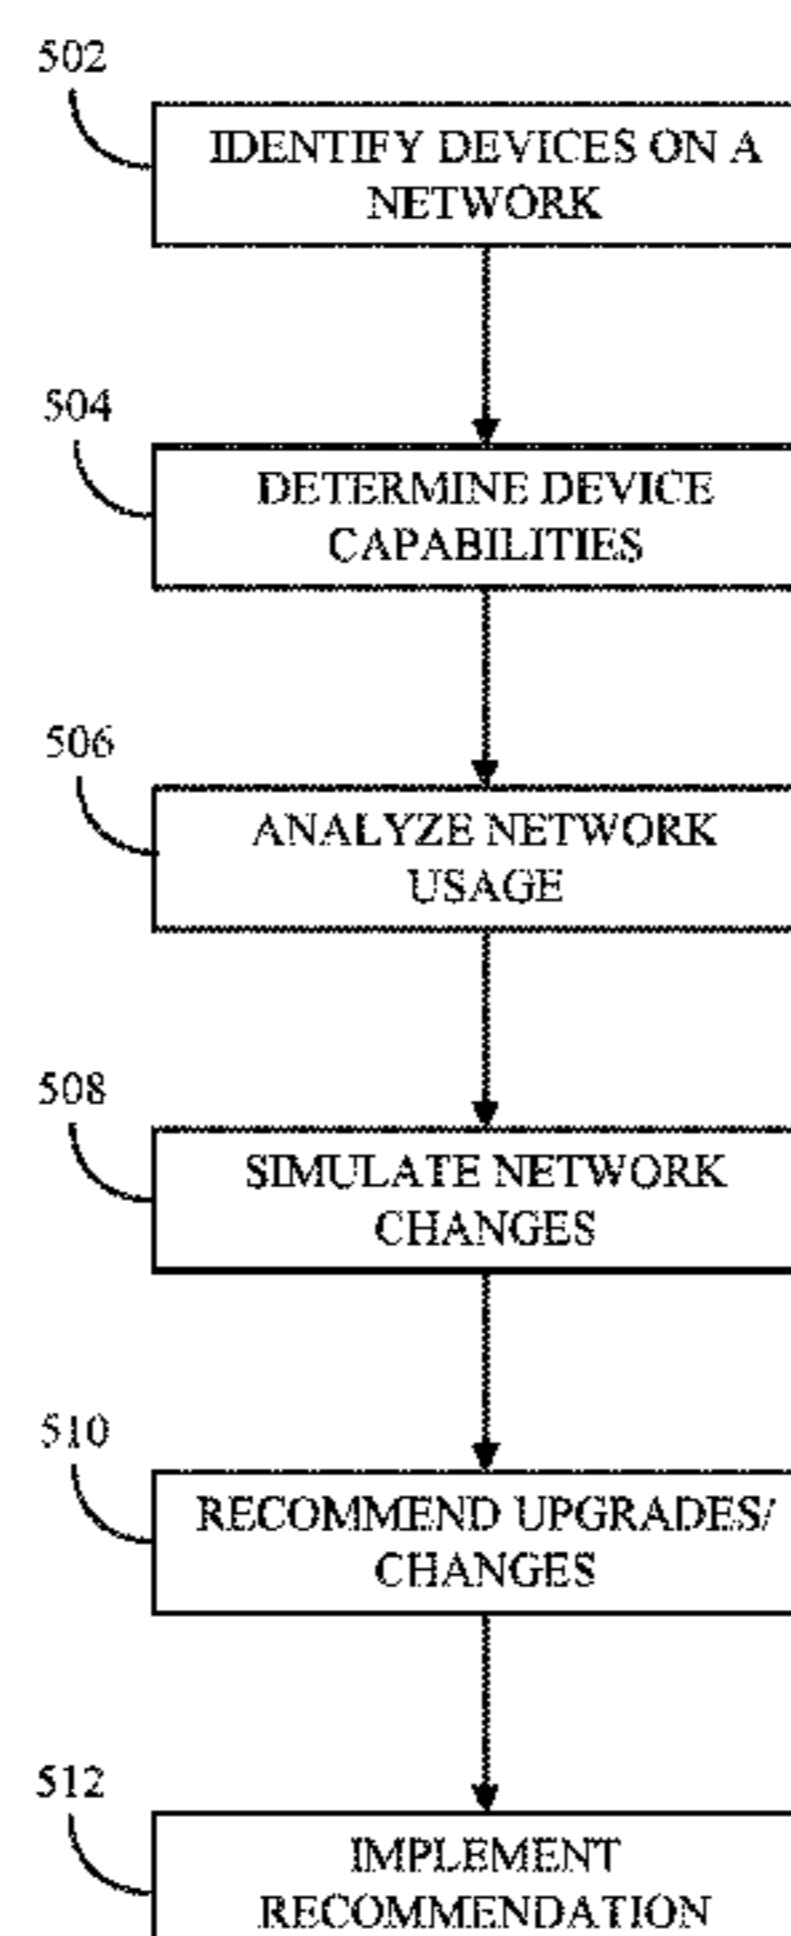 502
IDENTIFY DEVICES ON A
NETWORK
504
DETERMINE DEVICE
CAPABILITIES
506
ANALYZE NETWORK
USAGE
508
SIMULATE NETWORK
CHANGES
510
RECOMMEND UPGRADES/
CHANGES
512
IMPLEMENT
RECOMMENDATION